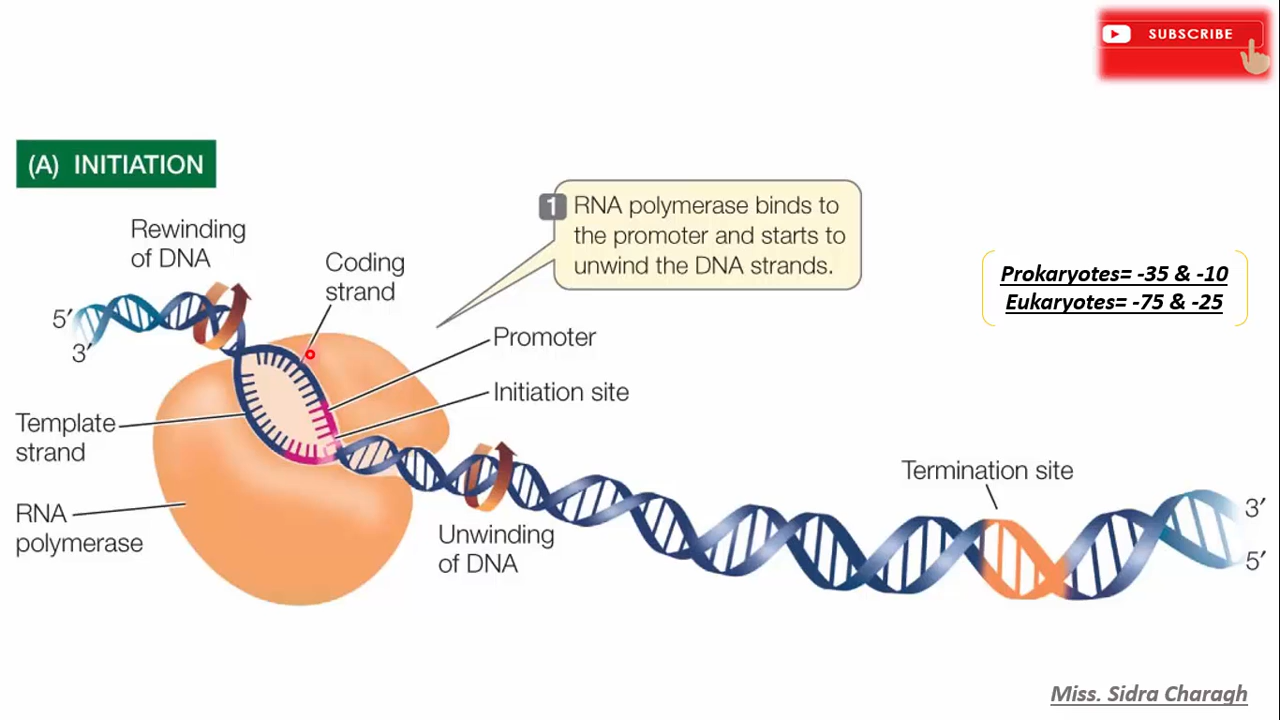 SUBSCRIBE
(A) INITIATION
Rewinding
of DNA
Coding
strand
1 RNA polymerase binds to
the promoter and starts to
unwind the DNA strands.
Prokaryotes= -35 & -10
Eukaryotes= -75 & -25
5′
3′
Promoter
Initiation site
Template
strand
RNA
polymerase
Unwinding
of DNA
Termination site
3′
5′
Miss. Sidra Charagh